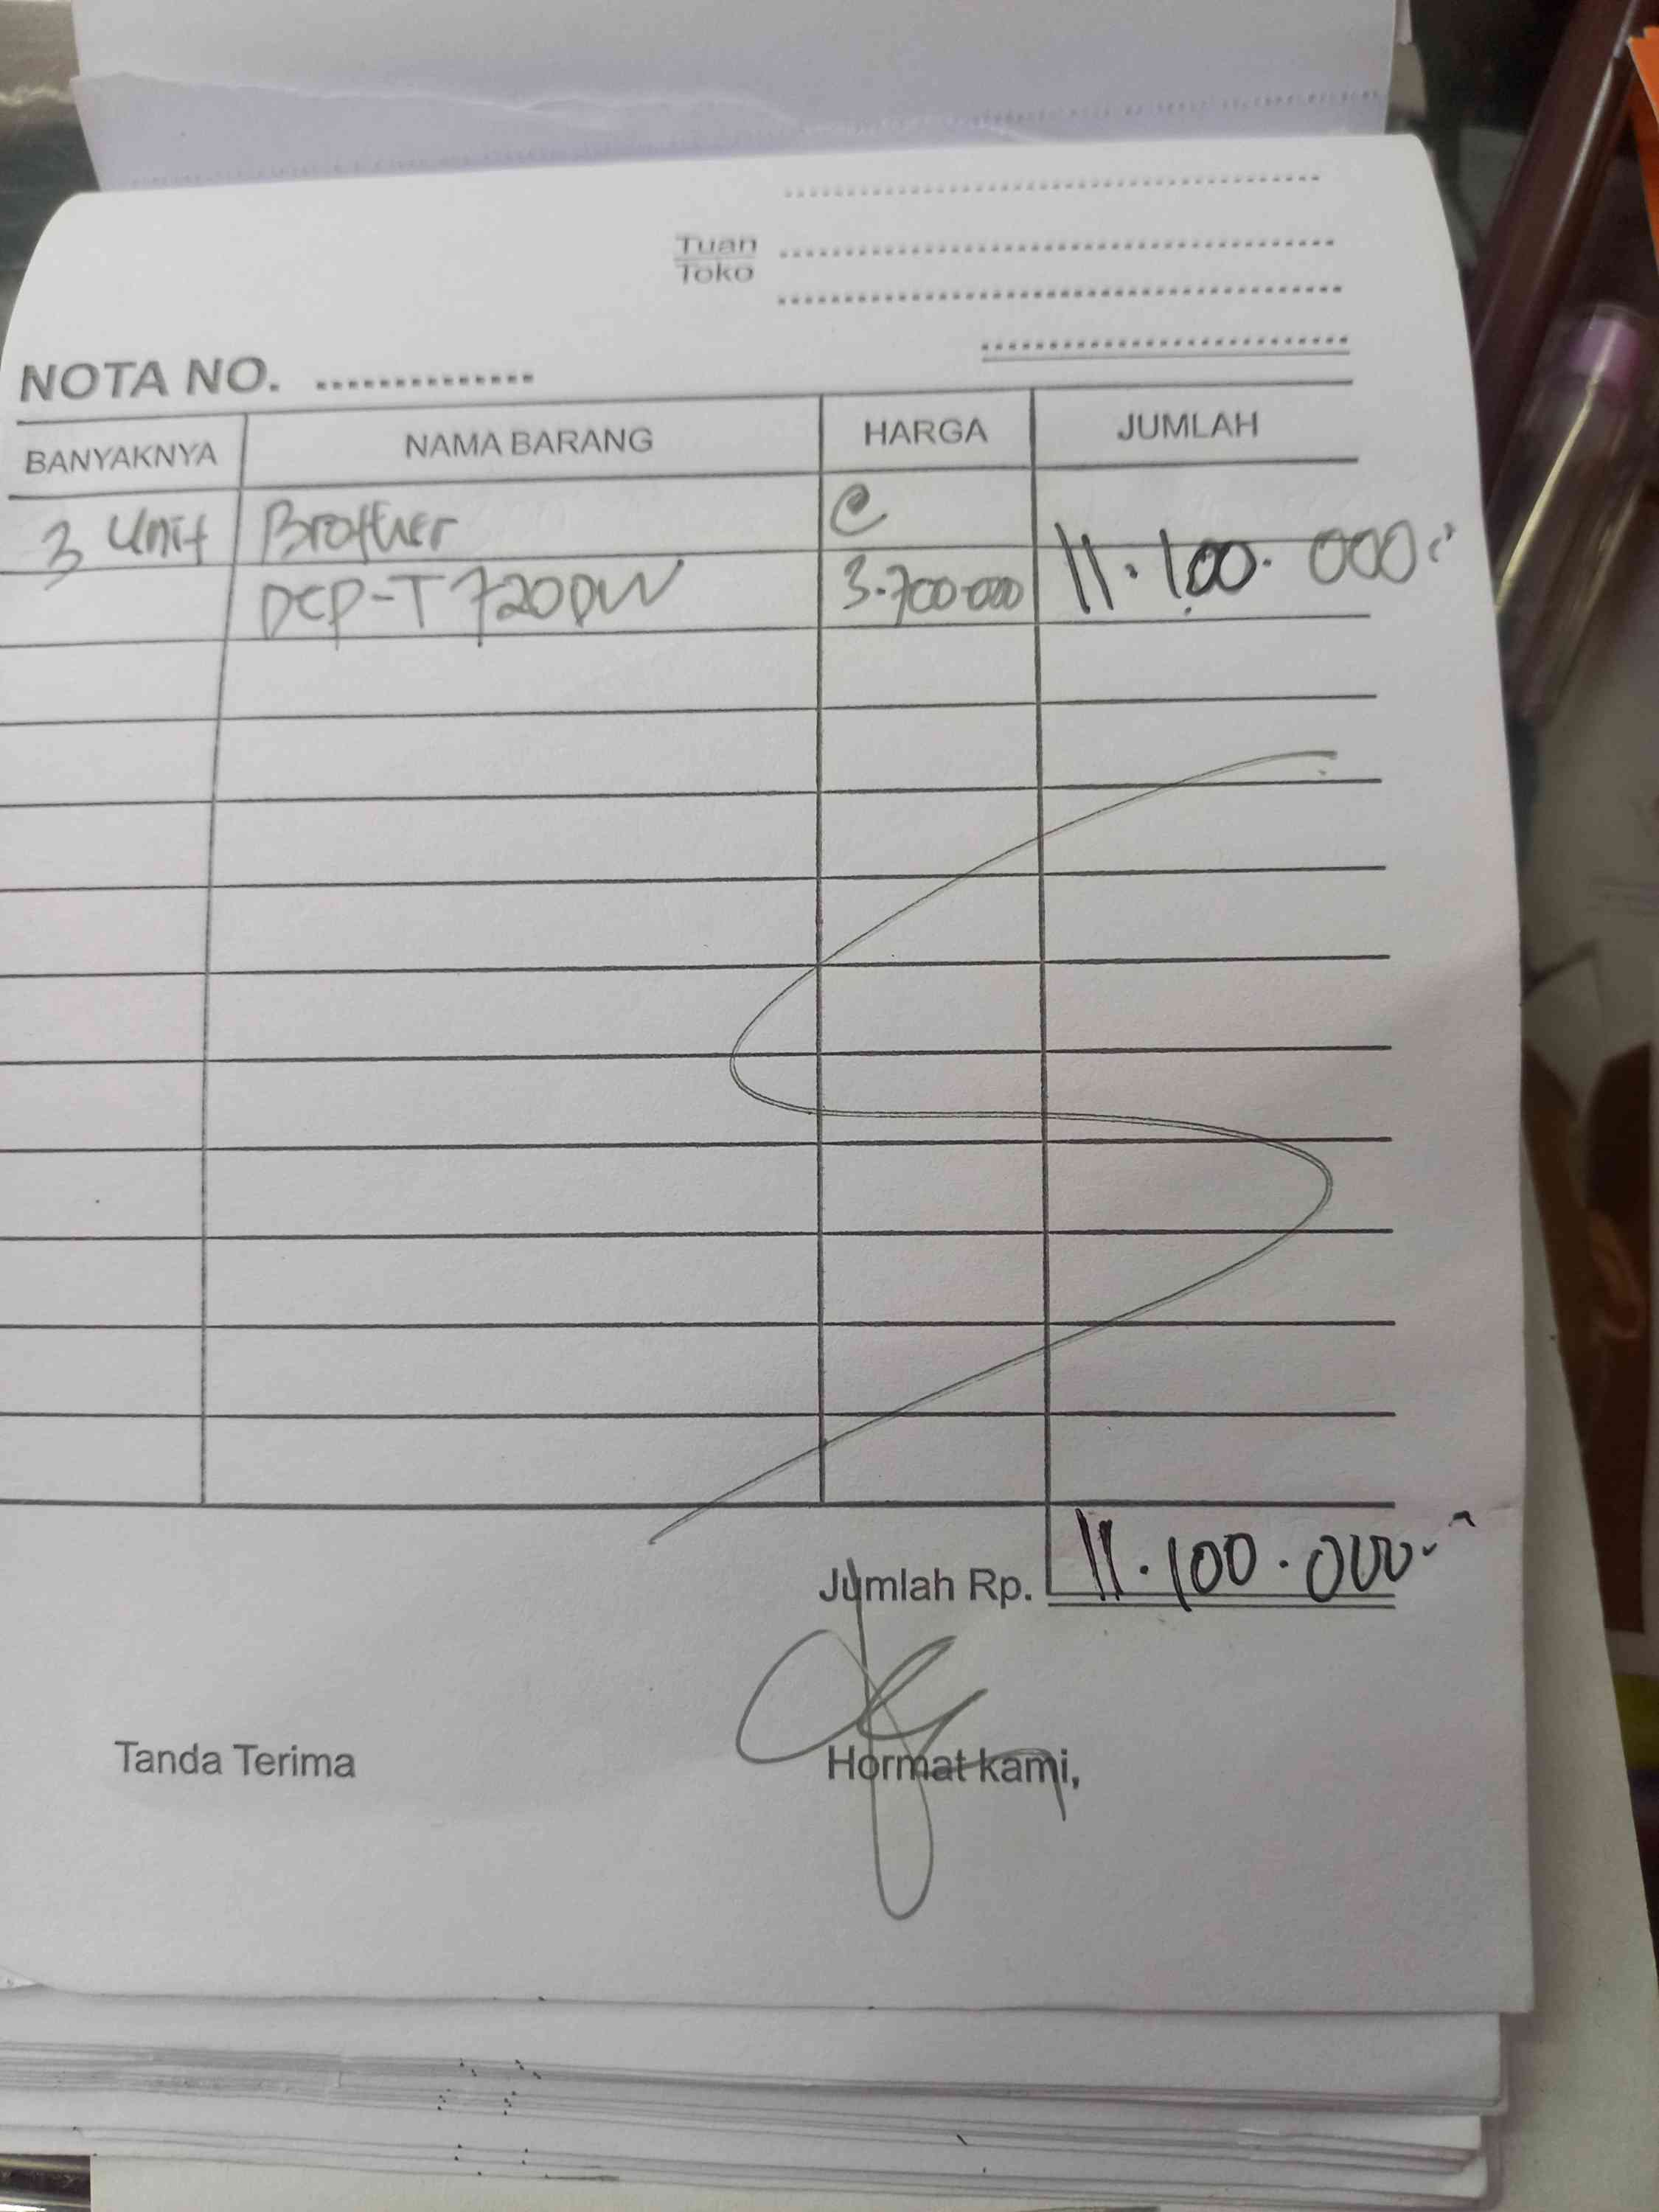 Tuan
Toko
NOTA NO.
BANYAKNYA NAMA BARANG HARGA JUMLAH
3 Unit Brother @
DCP-T720DW 3.700.000 11.100.000
Jumlah Rp. 11.100.000
Tanda Terima Hormat kami,